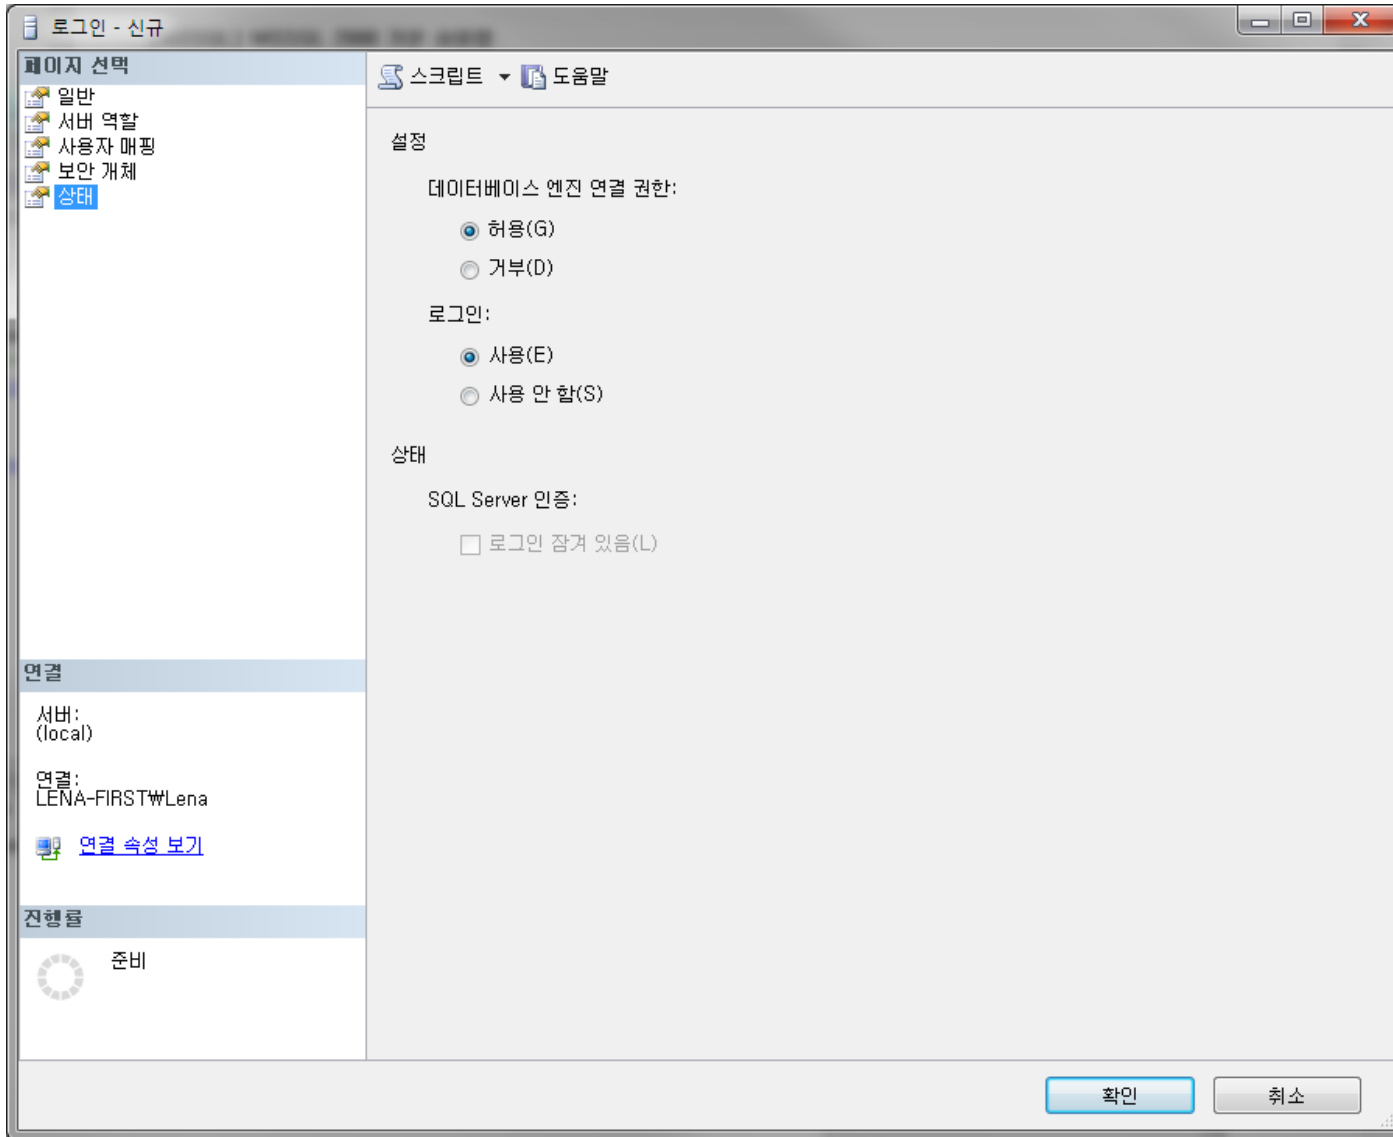 로그인 - 신규
페이지 선택
일반
서버 역할
사용자 매핑
보안 개체
상태
스크립트 도움말
설정
데이터베이스 엔진 연결 권한:
허용(G)
거부(D)
로그인:
사용(E)
사용 안 함(S)
상태
SQL Server 인증:
로그인 잠겨 있음(L)
연결
서버:
(local)
연결:
LENA-FIRST₩Lena
연결 속성 보기
진행률
준비
확인 취소